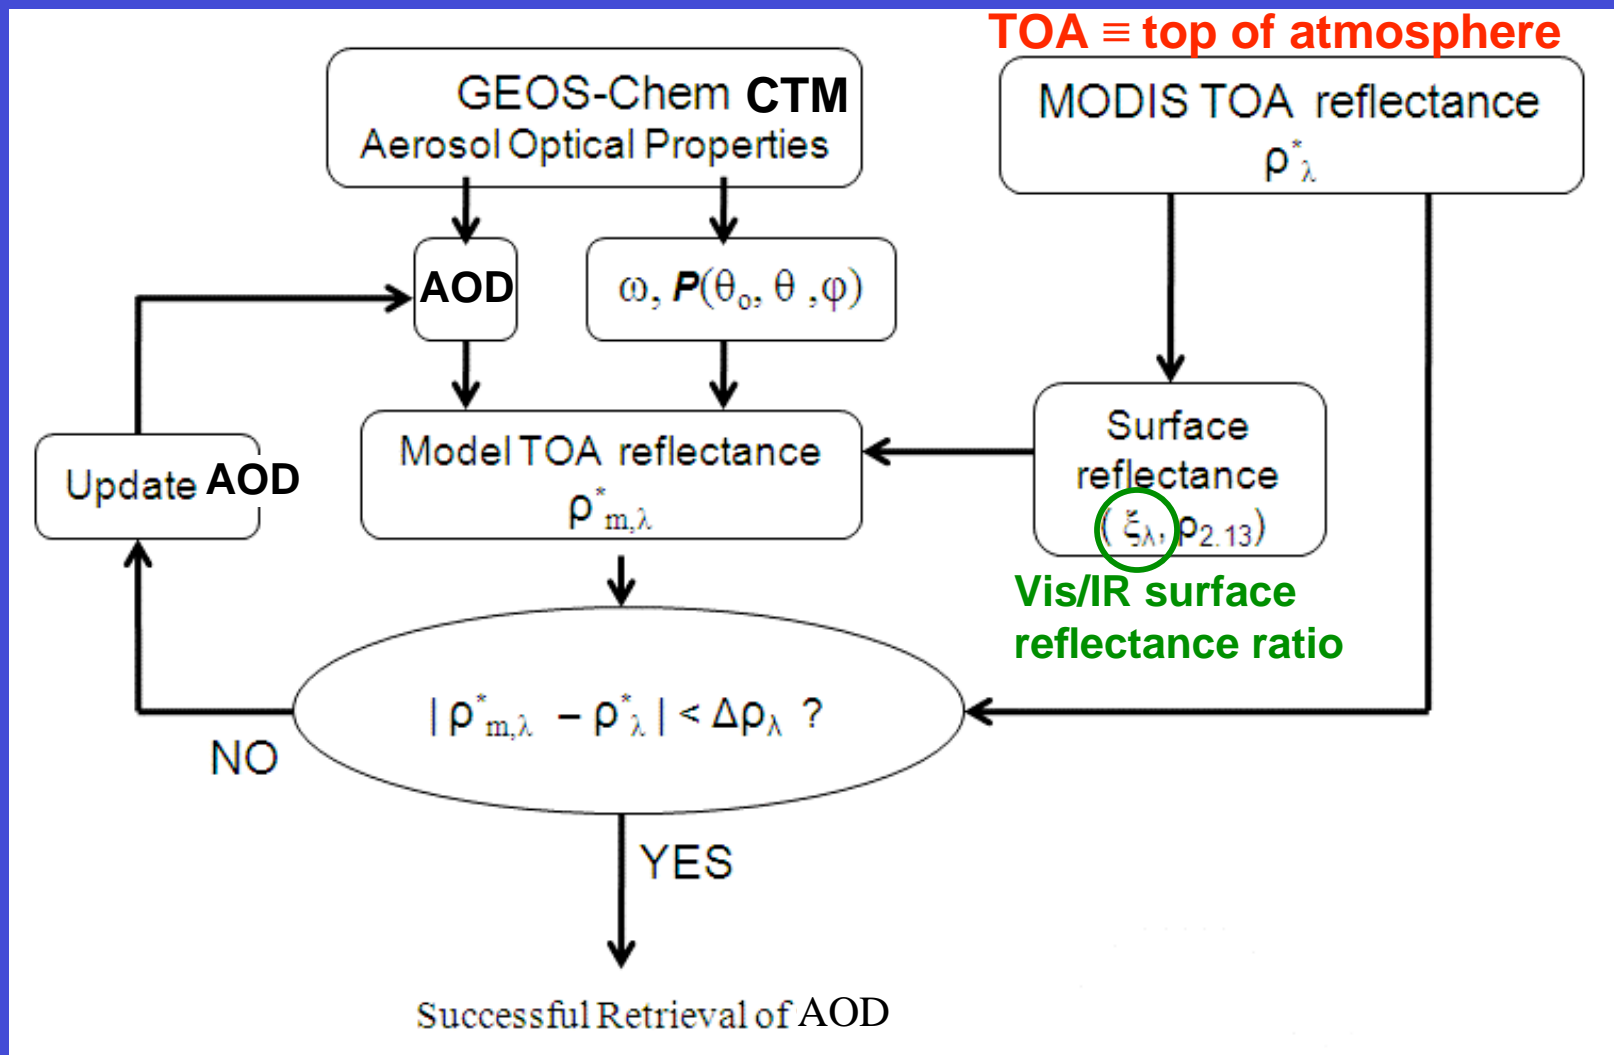 TOA ≡ top of atmosphere
GEOS-Chem CTM
Aerosol Optical Properties
MODIS TOA reflectance
ρ*λ
AOD
ω, P(θo, θ ,φ)
Update AOD
Model TOA reflectance
ρ*m,λ
Surface
reflectance
( ξλ, ρ2.13)
Vis/IR surface
reflectance ratio
| ρ*m,λ – ρ*λ | < Δρλ ?
NO
YES
Successful Retrieval of AOD